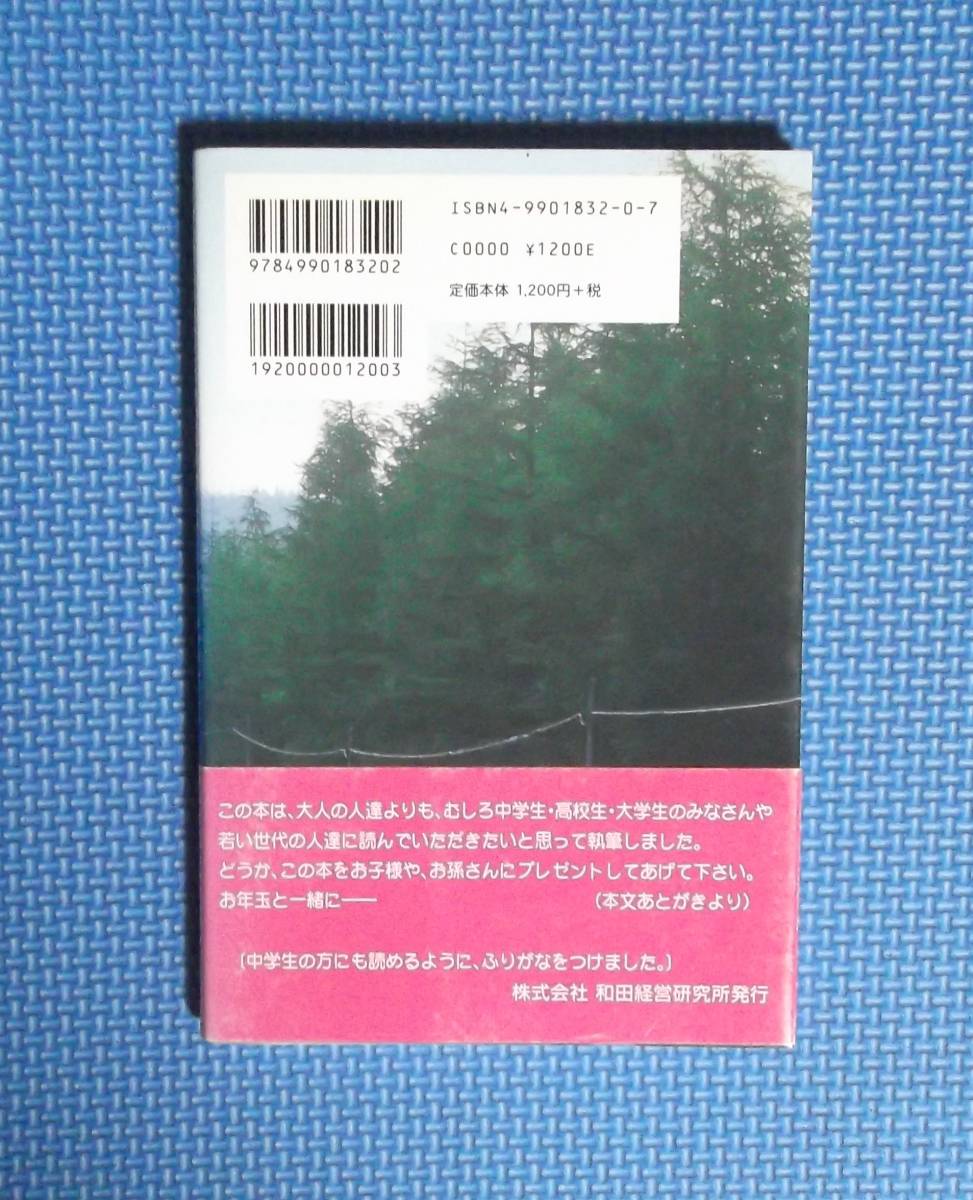 ISBN4-9901832-0-7
9784990183202
C0000 ¥1200E
定価本体 1,200円+税
1920000012003
この本は、大人の人達よりも、むしろ中学生・高校生・大学生のみなさんや
若い世代の人達に読んでいただきたいと思って執筆しました。
どうか、この本をお子様や、お孫さんにプレゼントしてあげて下さい。
お年玉と一緒に―― (本文あとがきより)
〔中学生の方にも読めるように、ふりがなをつけました。〕
株式会社 和田経営研究所発行